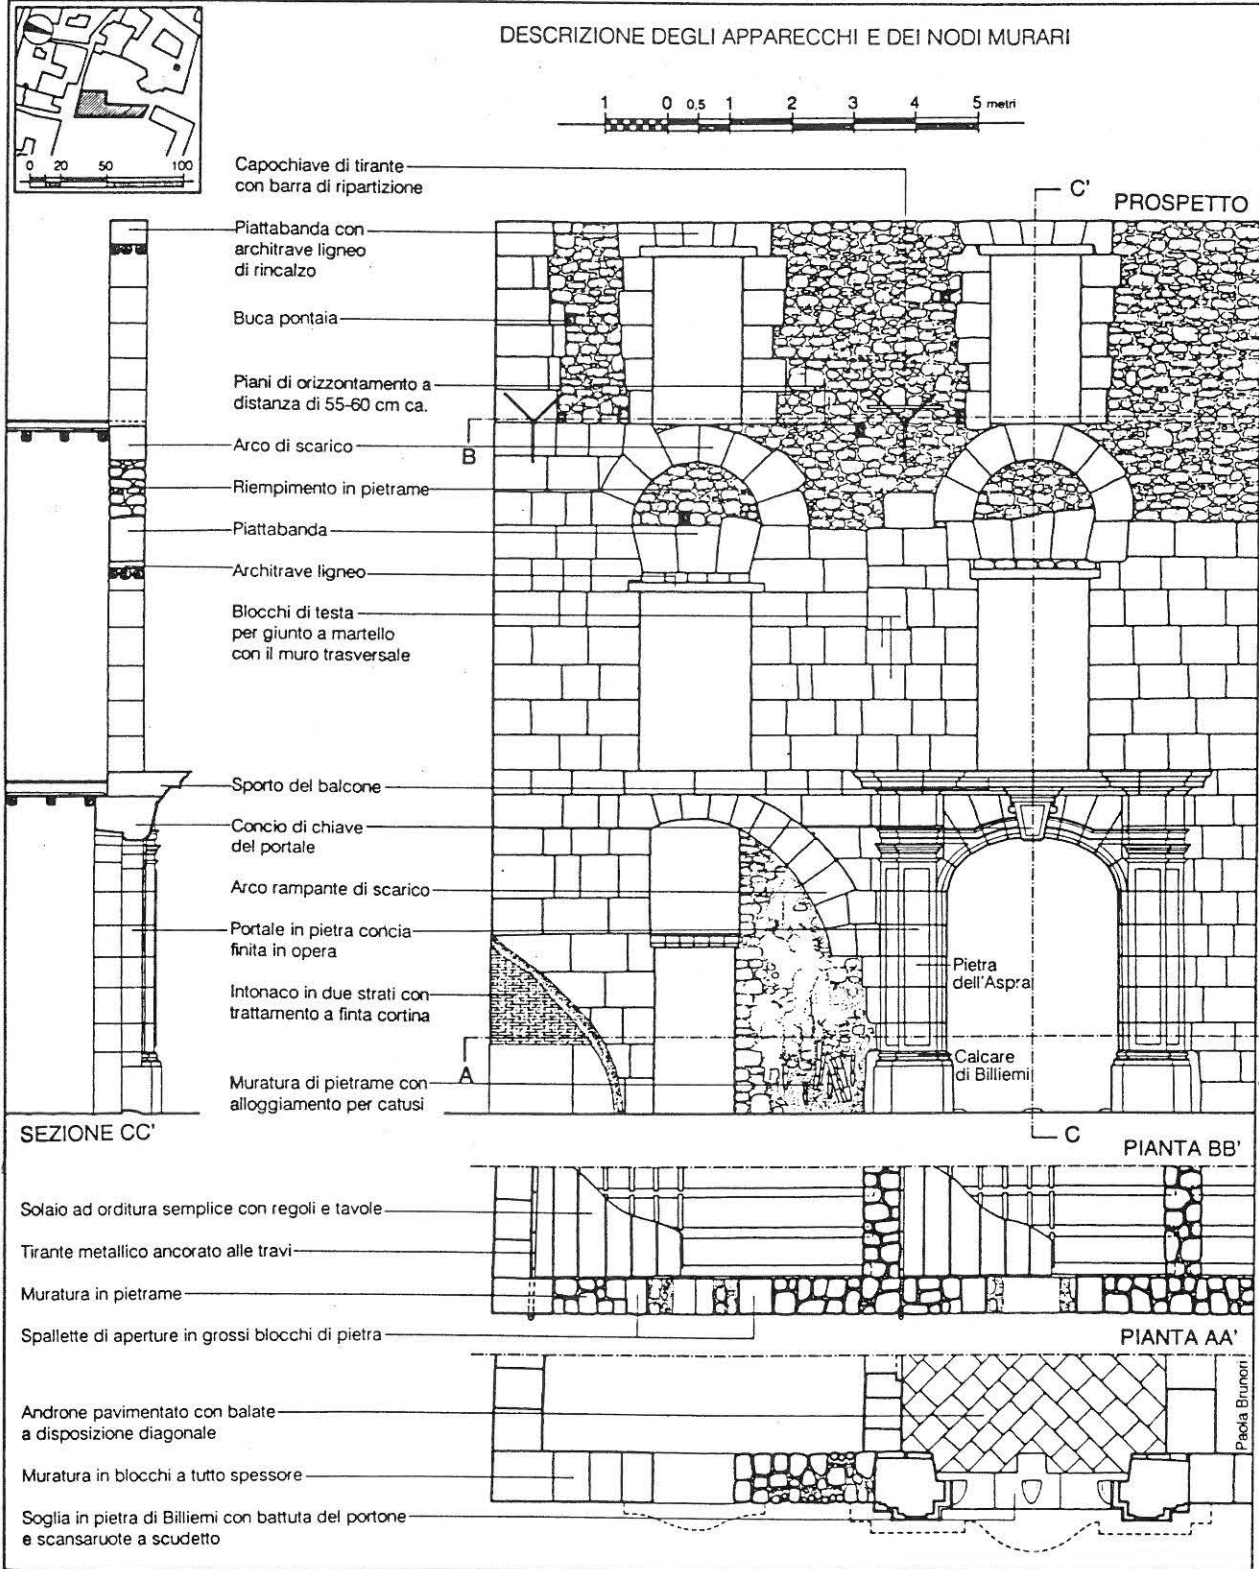 DESCRIZIONE DEGLI APPARECCHI E DEI NODI MURARI
1 0 0,5 1 2 3 4 5 metri
0 20 50 100
Capochiave di tirante
con barra di ripartizione
C'
PROSPETTO
Piattabanda con
architrave ligneo
di rincalzo
Buca pontaia
Piani di orizzontamento a
distanza di 55-60 cm ca.
Arco di scarico
B
Riempimento in pietrame
Piattabanda
Architrave ligneo
Blocchi di testa
per giunto a martello
con il muro trasversale
Sporto del balcone
Concio di chiave
del portale
Arco rampante di scarico
Portale in pietra concia
finita in opera
Pietra
dell'Aspra
Intonaco in due strati con
trattamento a finta cortina
Calcare
di Billiemi
A
Muratura di pietrame con
alloggiamento per catusi
SEZIONE CC'
C
PIANTA BB'
Solaio ad orditura semplice con regoli e tavole
Tirante metallico ancorato alle travi
Muratura in pietrame
Spallette di aperture in grossi blocchi di pietra
PIANTA AA'
Androne pavimentato con balate
a disposizione diagonale
Paola Brunori
Muratura in blocchi a tutto spessore
Soglia in pietra di Billiemi con battuta del portone
e scansaruote a scudetto